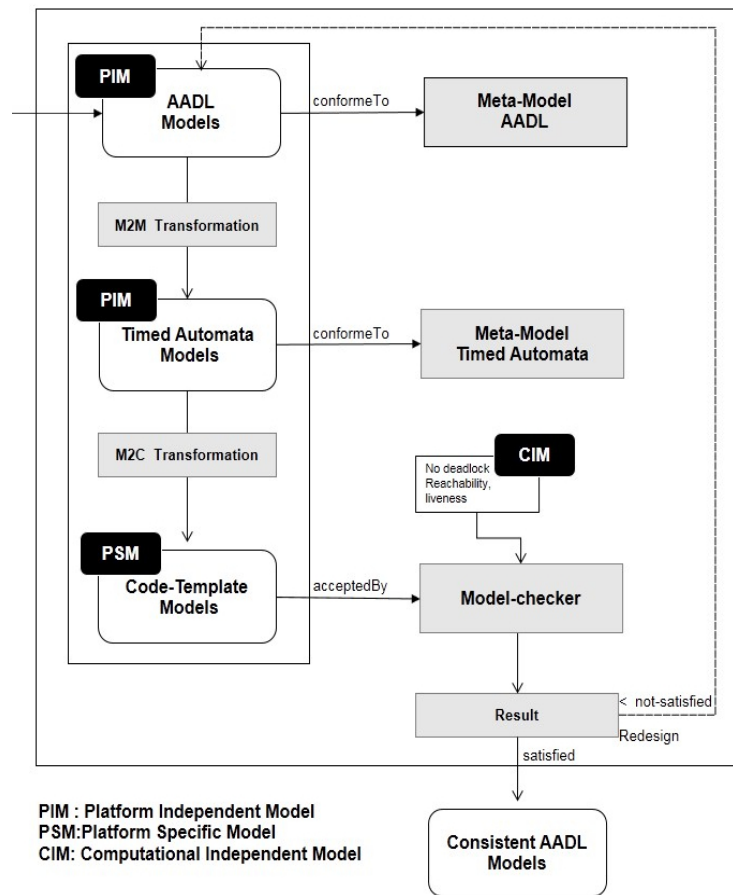 PIM
AADL
Models
conformeTo
Meta-Model
AADL
M2M Transformation
PIM
Timed Automata
Models
conformeTo
Meta-Model
Timed Automata
M2C Transformation
CIM
No deadlock
Reachability,
liveness
PSM
Code-Template
Models
acceptedBy
Model-checker
Result
< not-satisfied
Redesign
satisfied
Consistent AADL
Models
PIM : Platform Independent Model
PSM:Platform Specific Model
CIM: Computational Independent Model